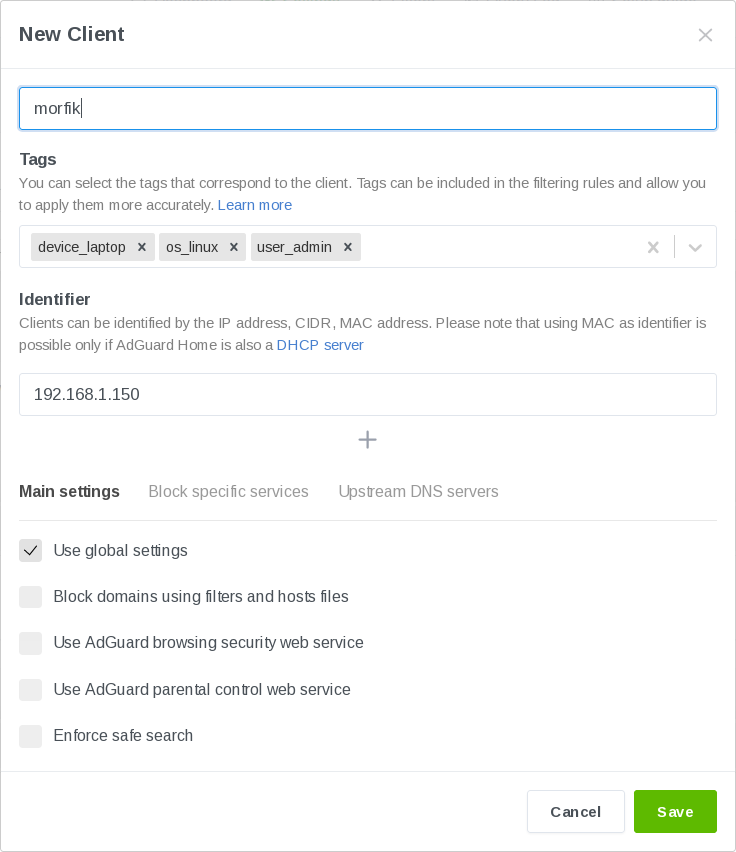 New Client
morfik
Tags
You can select the tags that correspond to the client. Tags can be included in the filtering rules and allow you
to apply them more accurately. Learn more
device_laptop os_linux user_admin
Identifier
Clients can be identified by the IP address, CIDR, MAC address. Please note that using MAC as identifier is
possible only if AdGuard Home is also a DHCP server
192.168.1.150
Main settings Block specific services Upstream DNS servers
Use global settings
Block domains using filters and hosts files
Use AdGuard browsing security web service
Use AdGuard parental control web service
Enforce safe search
Cancel Save